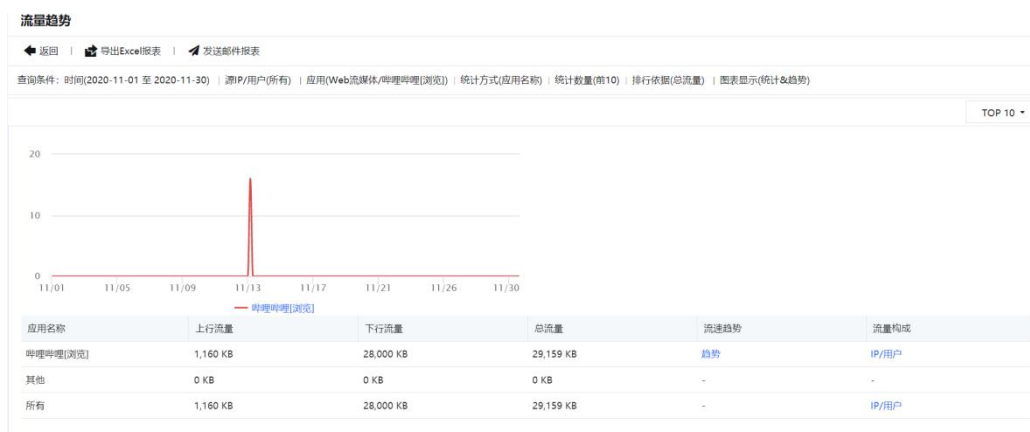 流量趋势
返回 | 导出Excel报表 | 发送邮件报表
查询条件：时间(2020-11-01 至 2020-11-30) | 源IP/用户(所有) | 应用(Web流媒体/哔哩哔哩[浏览]) | 统计方式(应用名称) | 统计数量(前10) | 排行依据(总流量) | 图表显示(统计&趋势)
TOP 10
20
10
0
11/01 11/05 11/09 11/13 11/17 11/21 11/26 11/30
哔哩哔哩[浏览]
应用名称 上行流量 下行流量 总流量 流速趋势 流量构成
哔哩哔哩[浏览] 1,160 KB 28,000 KB 29,159 KB 趋势 IP/用户
其他 0 KB 0 KB 0 KB - -
所有 1,160 KB 28,000 KB 29,159 KB - IP/用户